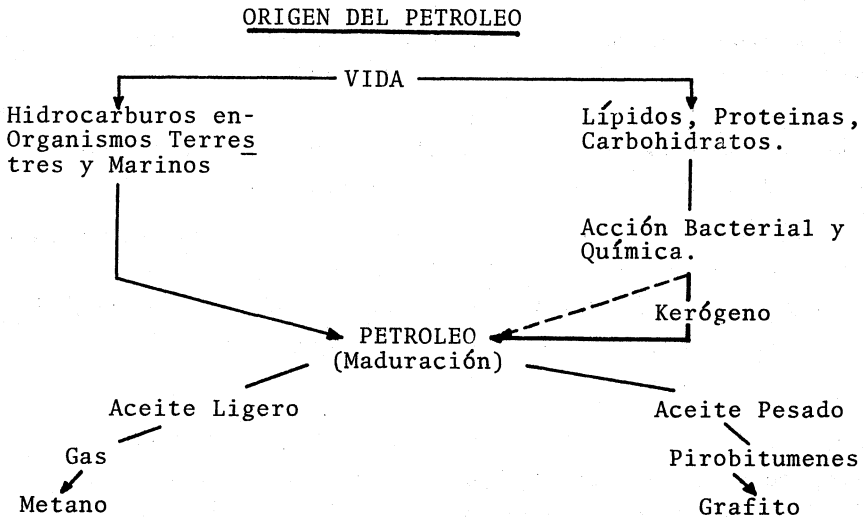 ORIGEN DEL PETROLEO
VIDA
Hidrocarburos en-
Organismos Terres
tres y Marinos
Lípidos, Proteinas,
Carbohidratos.
Acción Bacterial y
Química.
Kerógeno
PETROLEO
(Maduración)
Aceite Ligero
Aceite Pesado
Gas
Pirobitumenes
Metano
Grafito